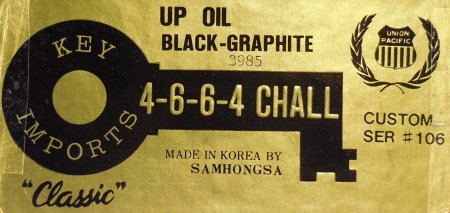 UP OIL
BLACK-GRAPHITE
3985
UNION
PACIFIC
KEY
IMPORTS
4-6-6-4 CHALL
CUSTOM
SER #106
MADE IN KOREA BY
SAMHONGSA
"Classic"